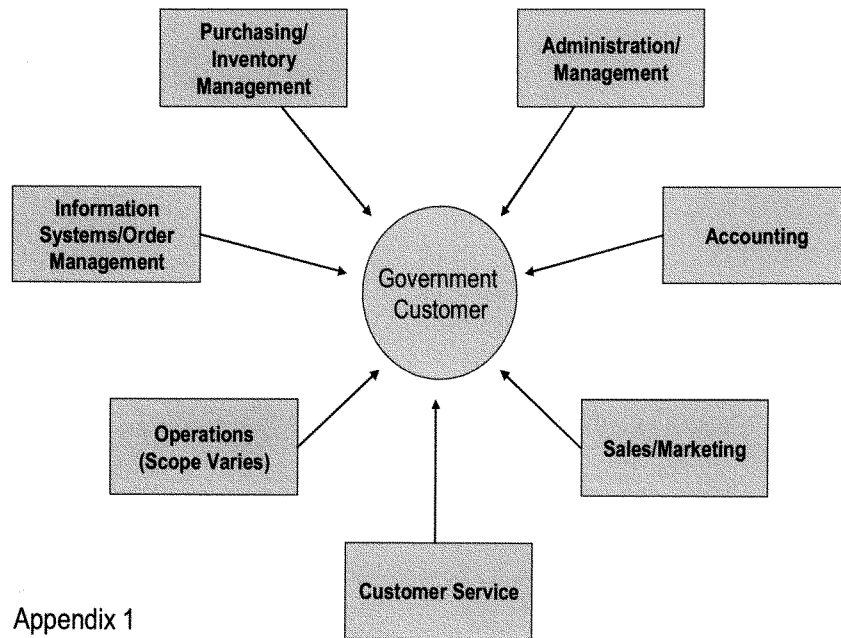 Purchasing/
Inventory
Management
Administration/
Management
Information
Systems/Order
Management
Accounting
Government
Customer
Operations
(Scope Varies)
Sales/Marketing
Customer Service
Appendix 1